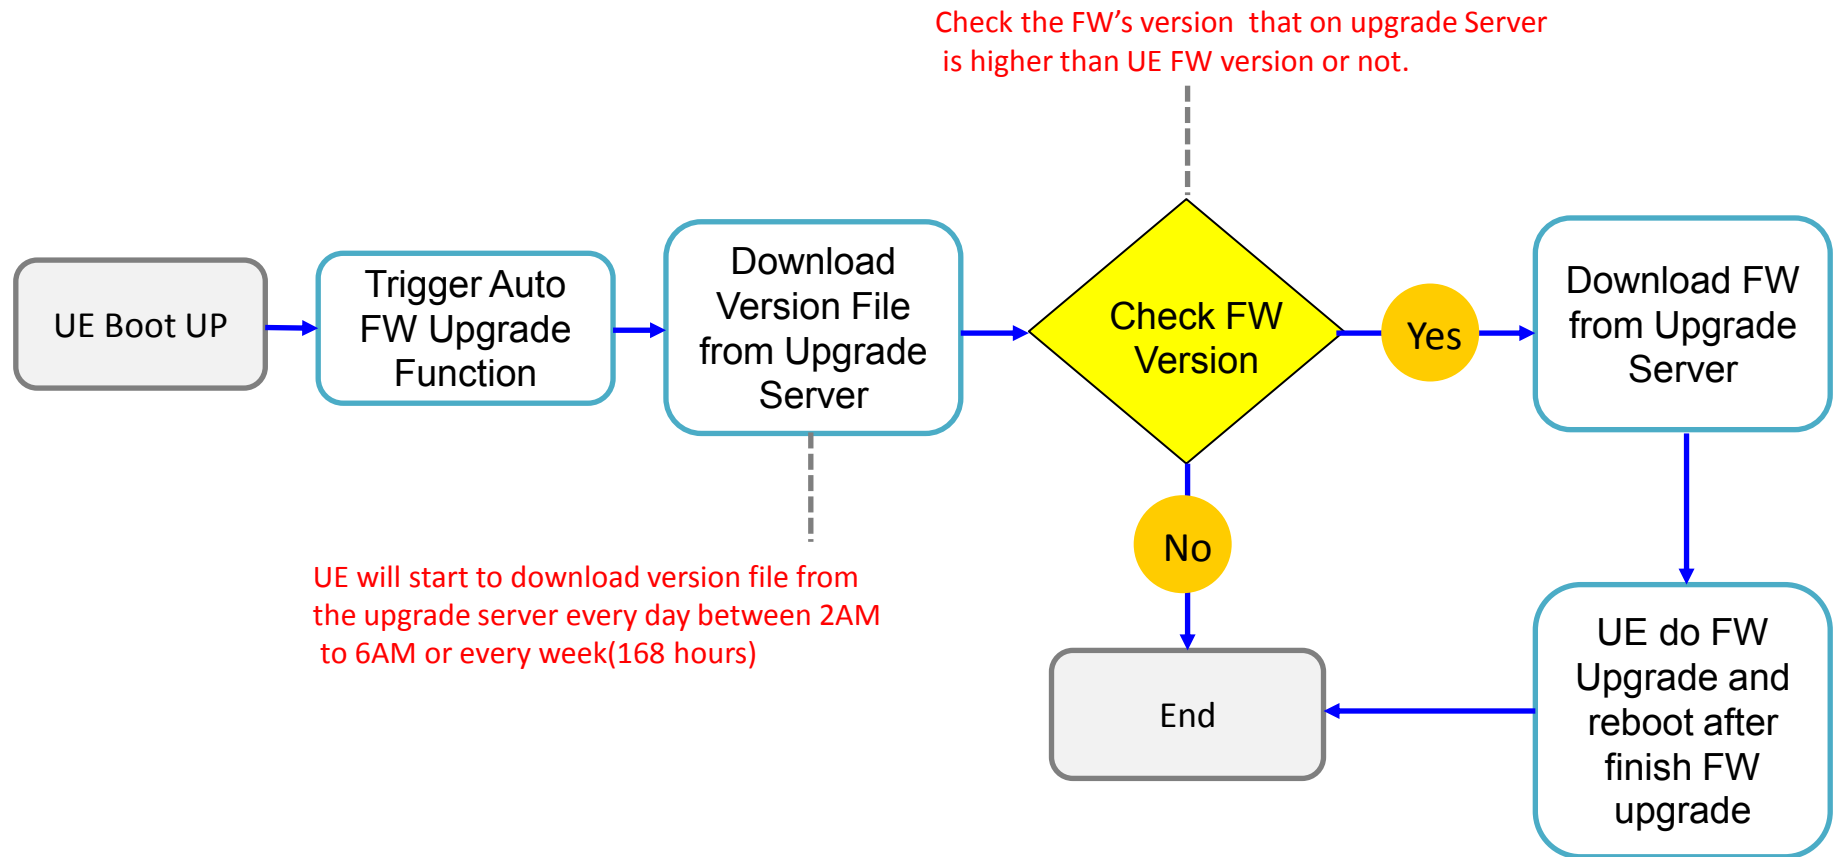 Check the FW’s version  that on upgrade Server
is higher than UE FW version or not.
UE Boot UP
Trigger Auto
FW Upgrade
Function
Download
Version File
from Upgrade
Server
Check FW
Version
Yes
Download FW
from Upgrade
Server
No
UE will start to download version file from
the upgrade server every day between 2AM
to 6AM or every week(168 hours)
End
UE do FW
Upgrade and
reboot after
finish FW
upgrade